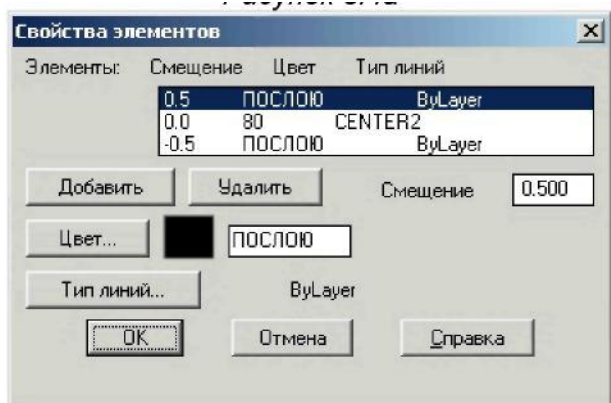 Рисунок
Свойства элементов
Элементы: Смещение Цвет Тип линий
0.5 ПОСЛОЮ ByLayer
0.0 80 CENTER2
-0.5 ПОСЛОЮ ByLayer
Добавить Удалить Смещение 0.500
Цвет... ПОСЛОЮ
Тип линий... ByLayer
OK Отмена Справка